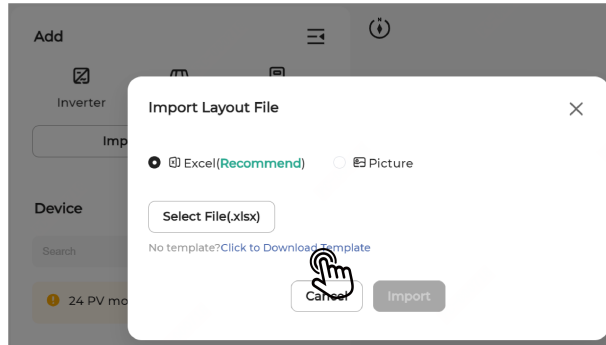 Add
Inverter
Imp
Import Layout File
Excel(Recommend)
Picture
Device
Select File(.xlsx)
Search
No template?Click to Download Template
24 PV mo
Cancel
Import